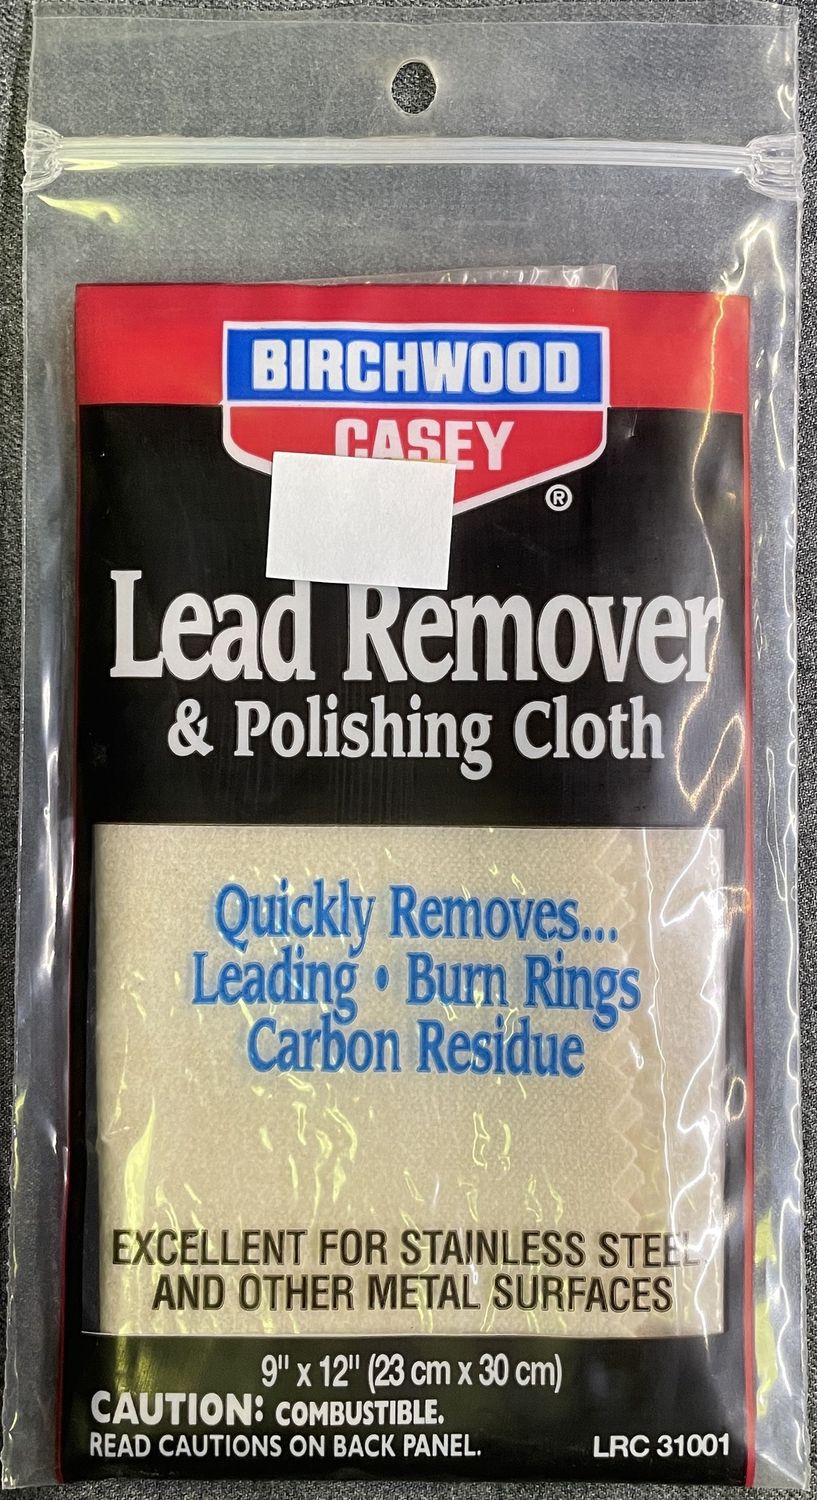 BIRCHWOOD
CASEY
®
Lead Remover
& Polishing Cloth
Quickly Removes...
Leading • Burn Rings
Carbon Residue
EXCELLENT FOR STAINLESS STEEL
AND OTHER METAL SURFACES
9" x 12" (23 cm x 30 cm)
CAUTION: COMBUSTIBLE.
READ CAUTIONS ON BACK PANEL.
LRC 31001